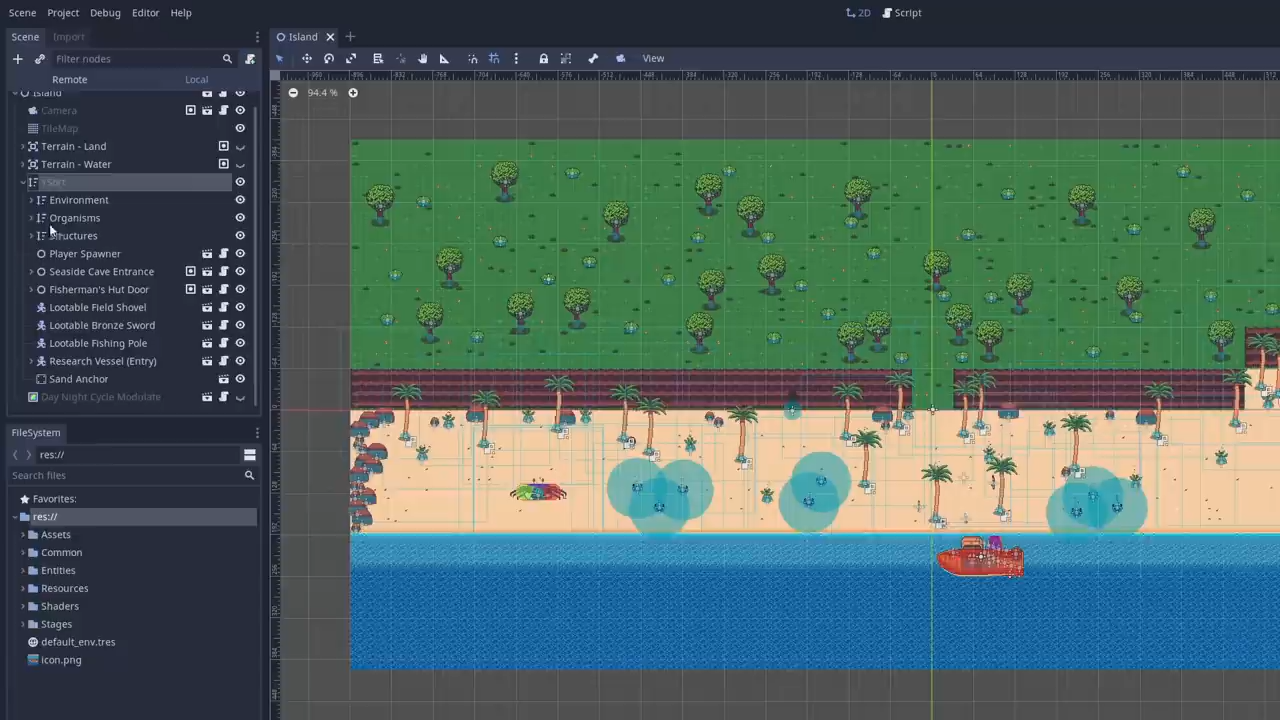 Scene Project Debug Editor Help 2D Script
Scene Import Island
Filter nodes View
Remote Local
94.4 %
Island
Camera
TileMap
Terrain - Land
Terrain - Water
YSort
Environment
Organisms
Structures
Player Spawner
Seaside Cave Entrance
Fisherman's Hut Door
Lootable Field Shovel
Lootable Bronze Sword
Lootable Fishing Pole
Research Vessel (Entry)
Sand Anchor
Day Night Cycle Modulate
FileSystem
res://
Search files
Favorites:
res://
Assets
Common
Entities
Resources
Shaders
Stages
default_env.tres
icon.png